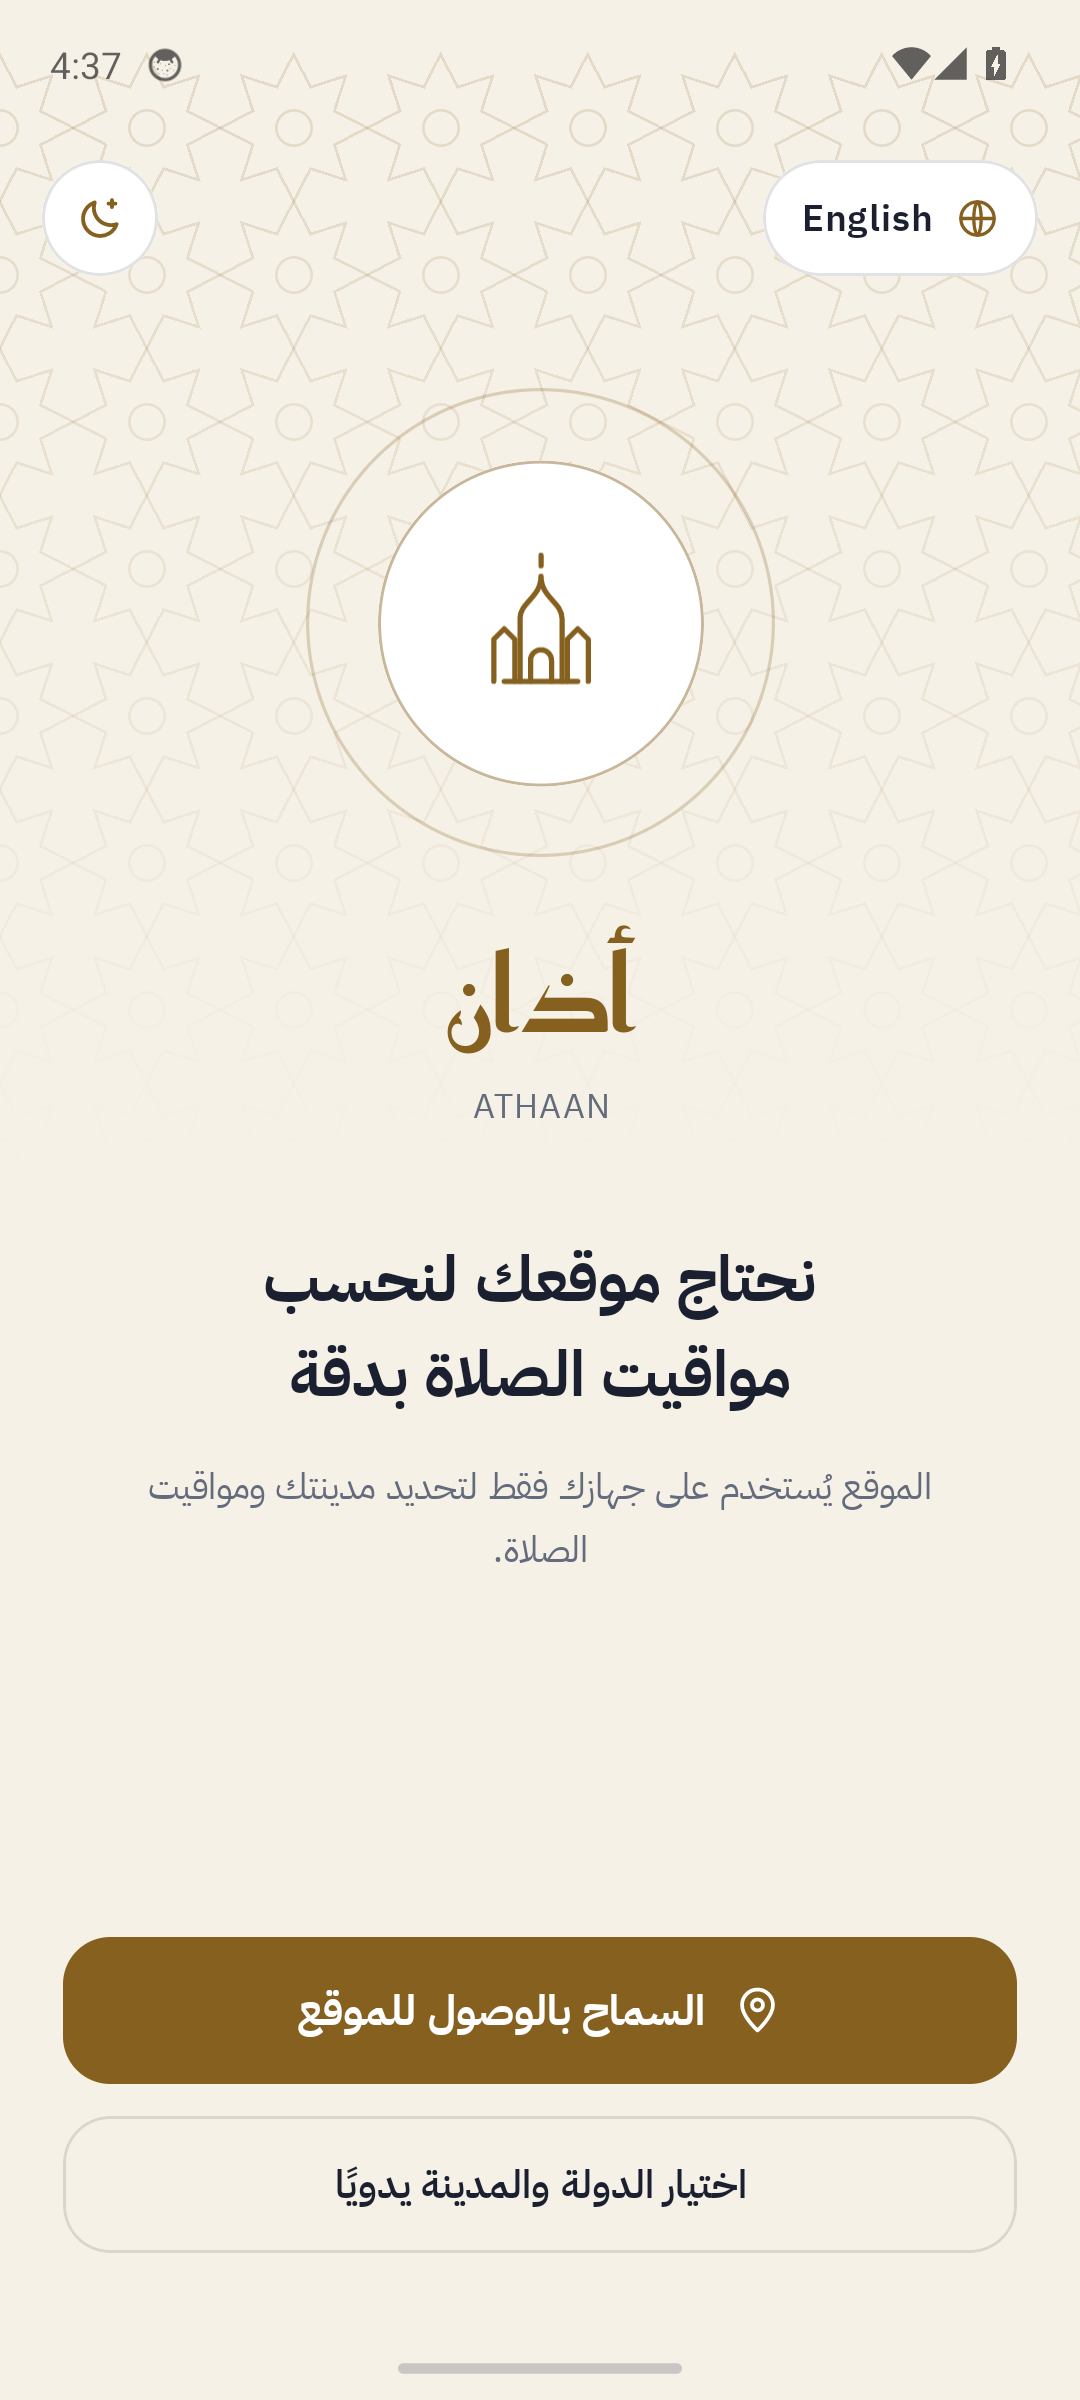 4:37
English
أذان
ATHAAN
نحتاج موقعك لنحسب
مواقيت الصلاة بدقة
الموقع يُستخدم على جهازك فقط لتحديد مدينتك ومواقيت
الصلاة.
السماح بالوصول للموقع
اختيار الدولة والمدينة يدويًا